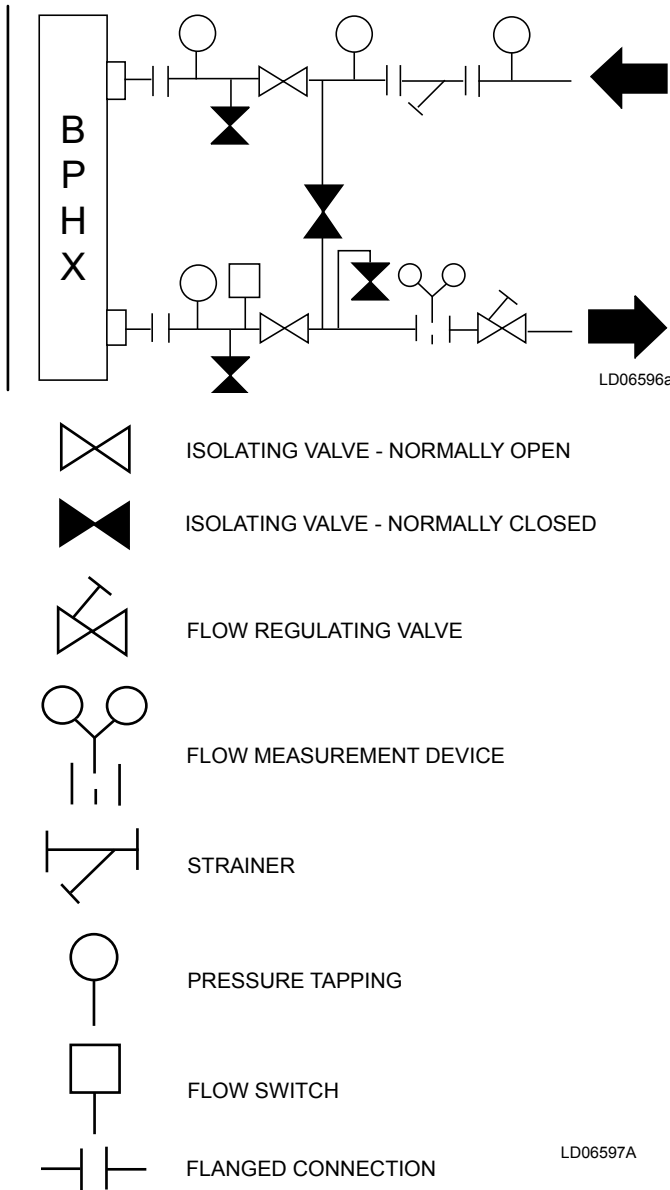 B
P
H
X
LD06596a
ISOLATING VALVE - NORMALLY OPEN
ISOLATING VALVE - NORMALLY CLOSED
FLOW REGULATING VALVE
FLOW MEASUREMENT DEVICE
STRAINER
PRESSURE TAPPING
FLOW SWITCH
LD06597A
FLANGED CONNECTION